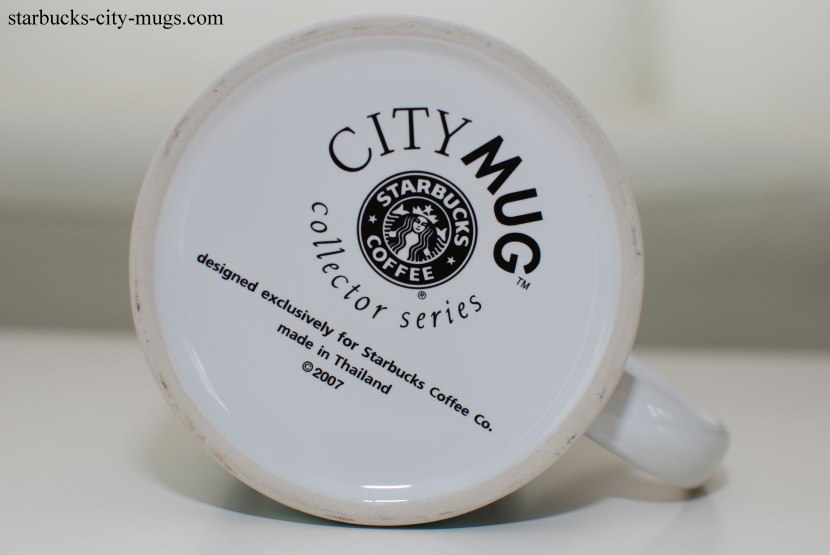 starbucks-city-mugs.com
CITY MUG™
STARBUCKS
COFFEE
®
collector series
designed exclusively for Starbucks Coffee Co.
made in Thailand
©2007